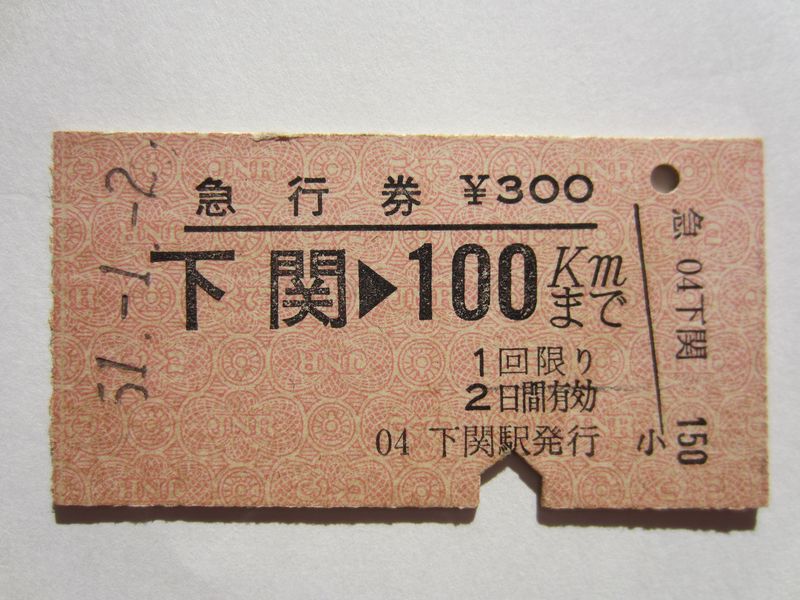 51.-1.-2.
急行券 ¥300
下関▶100Kmまで
1回限り
2日間有効
04 下関駅発行
急 04下関
小 150